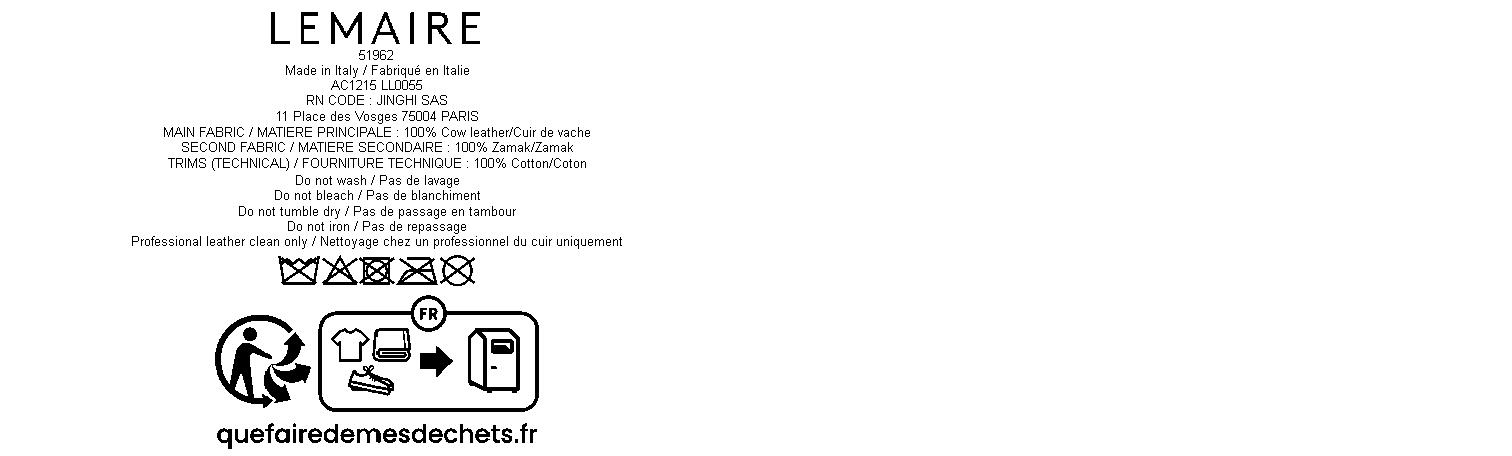 LEMAIRE
51962
Made in Italy / Fabriqué en Italie
AC1215 LL0055
RN CODE : JINGHI SAS
11 Place des Vosges 75004 PARIS
MAIN FABRIC / MATIERE PRINCIPALE : 100% Cow leather/Cuir de vache
SECOND FABRIC / MATIERE SECONDAIRE : 100% Zamak/Zamak
TRIMS (TECHNICAL) / FOURNITURE TECHNIQUE : 100% Cotton/Coton
Do not wash / Pas de lavage
Do not bleach / Pas de blanchiment
Do not tumble dry / Pas de passage en tambour
Do not iron / Pas de repassage
Professional leather clean only / Nettoyage chez un professionnel du cuir uniquement
FR
quefairedemesdechets.fr